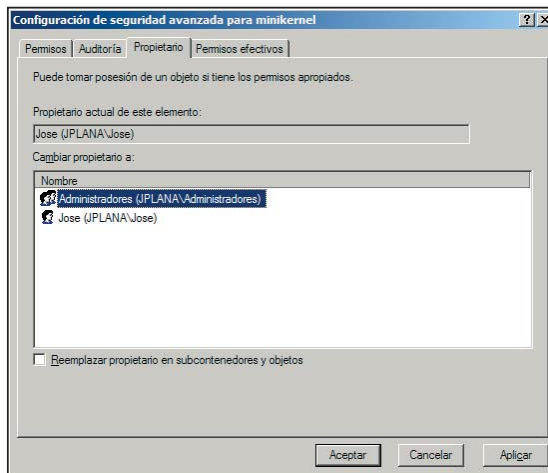 Configuración de seguridad avanzada para minikernel
Permisos Auditoría Propietario Permisos efectivos
Puede tomar posesión de un objeto si tiene los permisos apropiados.
Propietario actual de este elemento:
Jose (JPLANA\Jose)
Cambiar propietario a:
Nombre
Administradores (JPLANA\Administradores)
Jose (JPLANA\Jose)
Reemplazar propietario en subcontenedores y objetos
Aceptar Cancelar Aplicar